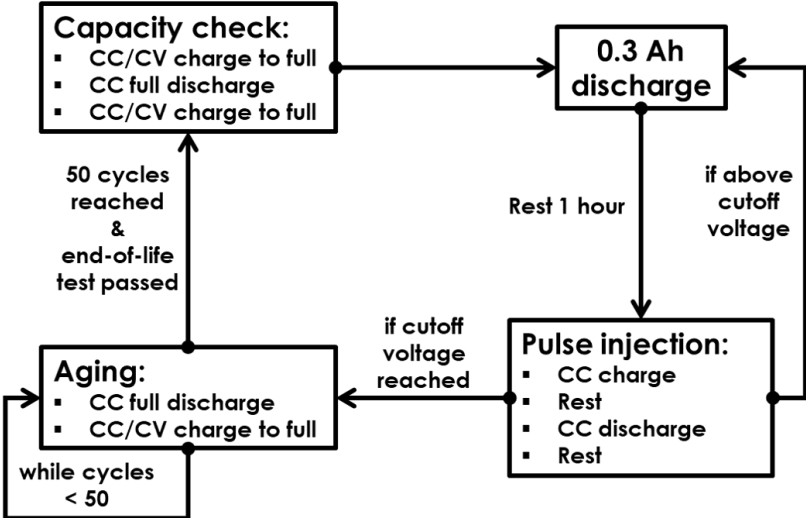 Capacity check:
▪ CC/CV charge to full
▪ CC full discharge
▪ CC/CV charge to full
0.3 Ah
discharge
50 cycles
reached
&
end-of-life
test passed
Rest 1 hour
if above
cutoff
voltage
if cutoff
voltage
reached
Pulse injection:
▪ CC charge
▪ Rest
▪ CC discharge
▪ Rest
Aging:
▪ CC full discharge
▪ CC/CV charge to full
while cycles
< 50